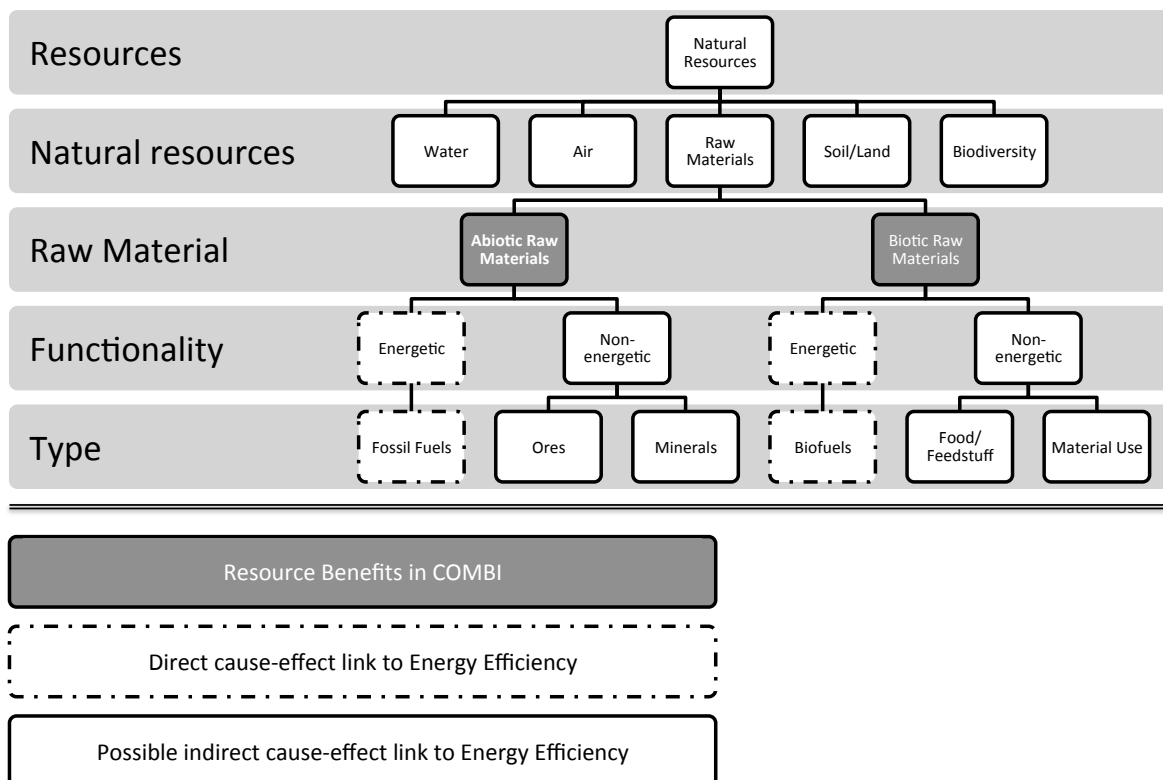 Resources
Natural
Resources
Natural resources
Water
Air
Raw
Materials
Soil/Land
Biodiversity
Raw Material
Abiotic Raw
Materials
Biotic Raw
Materials
Functionality
Energetic
Non-
energetic
Energetic
Non-
energetic
Type
Fossil Fuels
Ores
Minerals
Biofuels
Food/
Feedstuff
Material Use
Resource Benefits in COMBI
Direct cause-effect link to Energy Efficiency
Possible indirect cause-effect link to Energy Efficiency